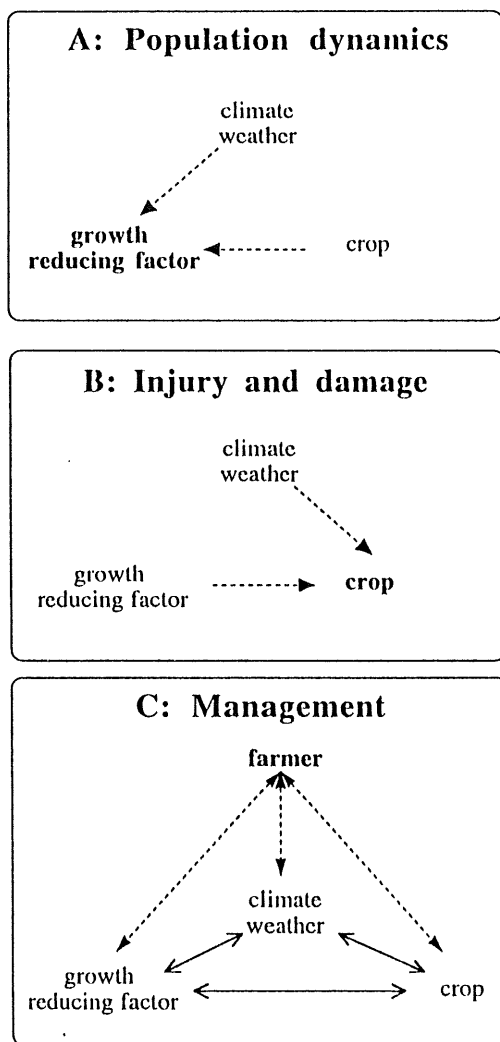 A: Population dynamics
climate
weather
growth
reducing factor
crop
B: Injury and damage
climate
weather
growth
reducing factor
crop
C: Management
farmer
climate
weather
growth
reducing factor
crop